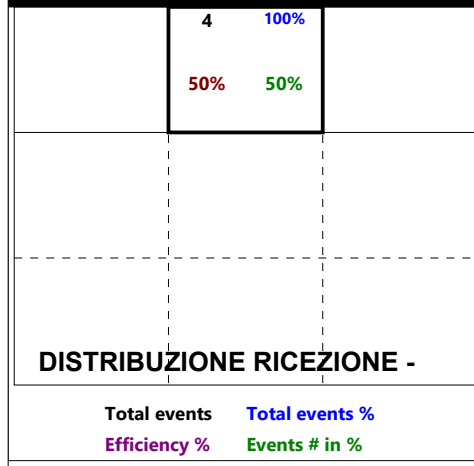 4 100%
50% 50%
DISTRIBUZIONE RICEZIONE -
Total events Total events %
Efficiency % Events # in %